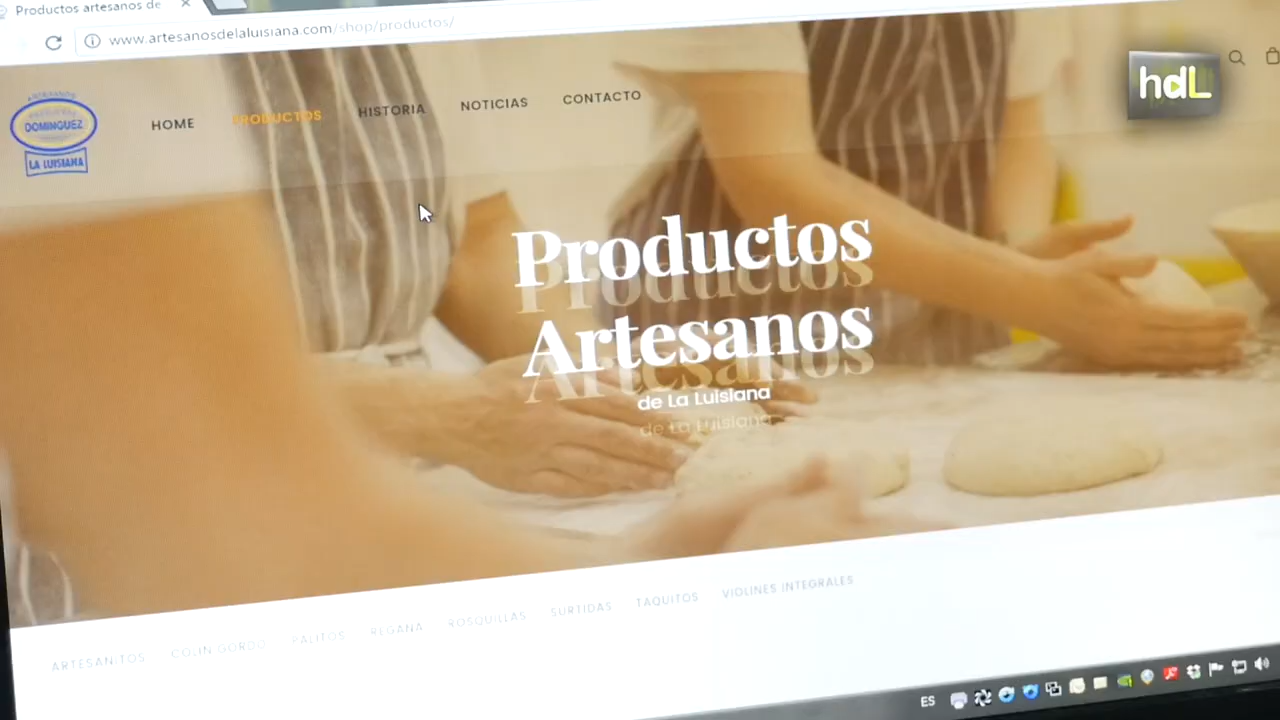 Productos artesanos de
www.artesanosdelaluisiana.com/shop/productos/
hdL
DOMINGUEZ
LA LUISIANA
HOME PRODUCTOS HISTORIA NOTICIAS CONTACTO
Productos
Artesanos
de La Luisiana
ARTESANITOS COLIN GORDO PALITOS REGAÑA ROSQUILLAS SURTIDAS TAQUITOS VIOLINES INTEGRALES
ES